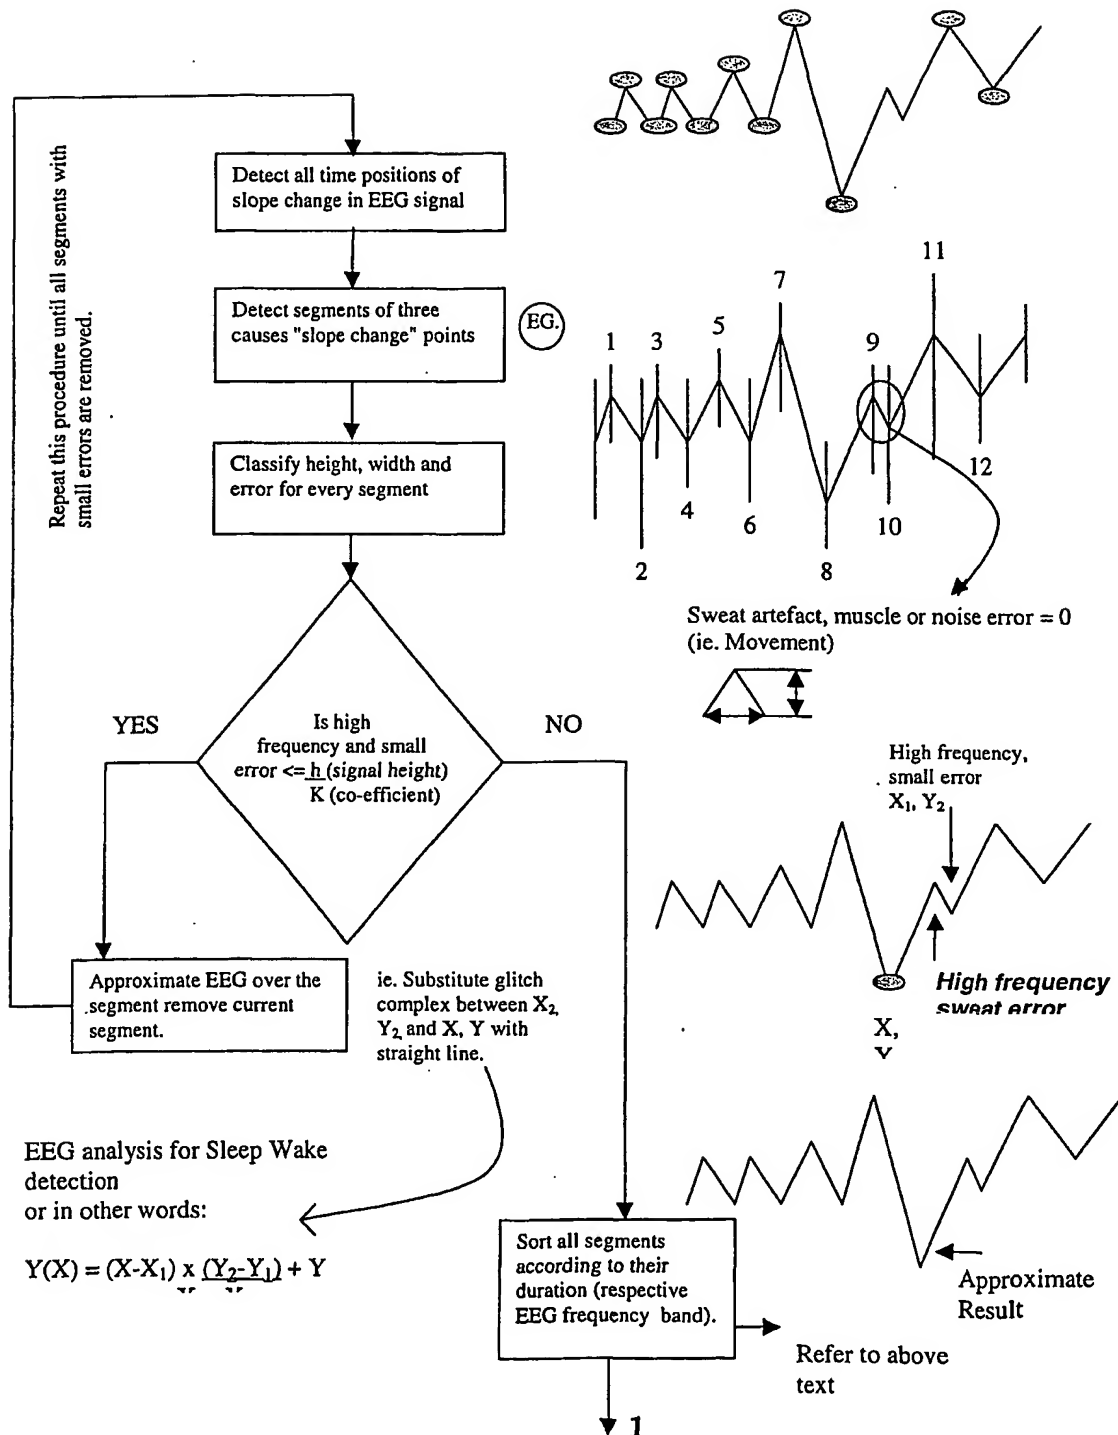 Repeat this procedure until all segments with
small errors are removed.
Detect all time positions of
slope change in EEG signal
Detect segments of three
causes "slope change" points
EG.
Classify height, width and
error for every segment
YES
NO
Is high
frequency and small
error <= h (signal height)
K (co-efficient)
Approximate EEG over the
segment remove current
segment.
ie. Substitute glitch
complex between X2,
Y2, and X, Y with
straight line.
EEG analysis for Sleep Wake
detection
or in other words:
Y(X) = (X-X1) x (Y2-Y1) + Y
Sort all segments
according to their
duration (respective
EEG frequency band).
Refer to above
text
1
1
3
5
7
9
11
2
4
6
8
10
12
Sweat artefact, muscle or noise error = 0
(ie. Movement)
High frequency,
small error
X1, Y2
High frequency
sweat error
X,
Approximate
Result